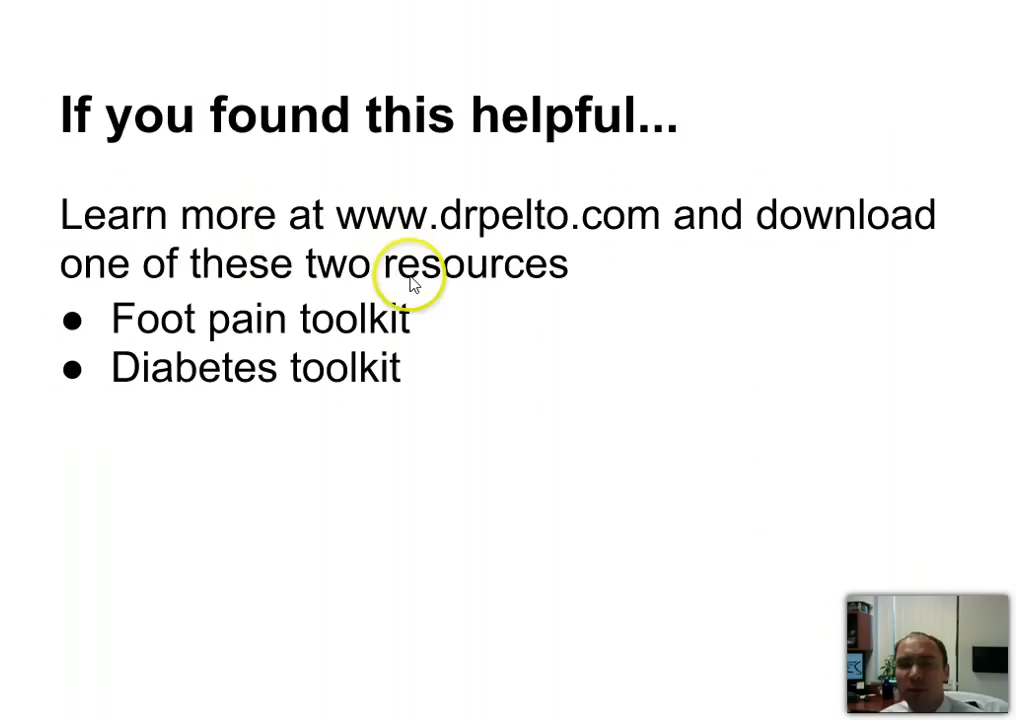 If you found this helpful...
Learn more at www.drpelto.com and download
one of these two resources
● Foot pain toolkit
● Diabetes toolkit